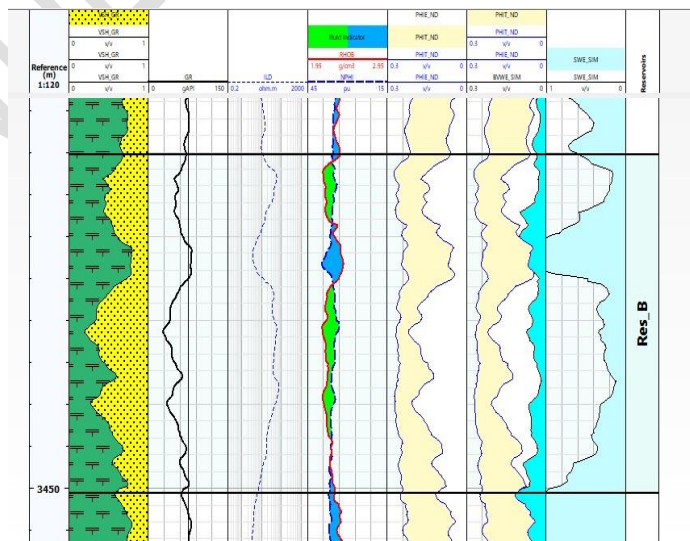 VSH_GR
VSH_GR
0 v/v 1
VSH_GR
0 v/v 1
VSH_GR
0 v/v 1
Reference
(m)
1:120
GR
0 gAPI 150
ILD
0.2 ohm.m 2000
Fluid Indicator
RHOB
1.95 g/cm3 2.95
NPHI
45 pu 15
PHIE_ND
PHIT_ND
PHIT_ND
0.3 v/v 0
PHIE_ND
0.3 v/v 0
PHIT_ND
PHIT_ND
0.3 v/v 0
PHIE_ND
0.3 v/v 0
BVWE_SIM
0.3 v/v 0
SWE_SIM
SWE_SIM
1 v/v 0
Reservoirs
Res_B
3450